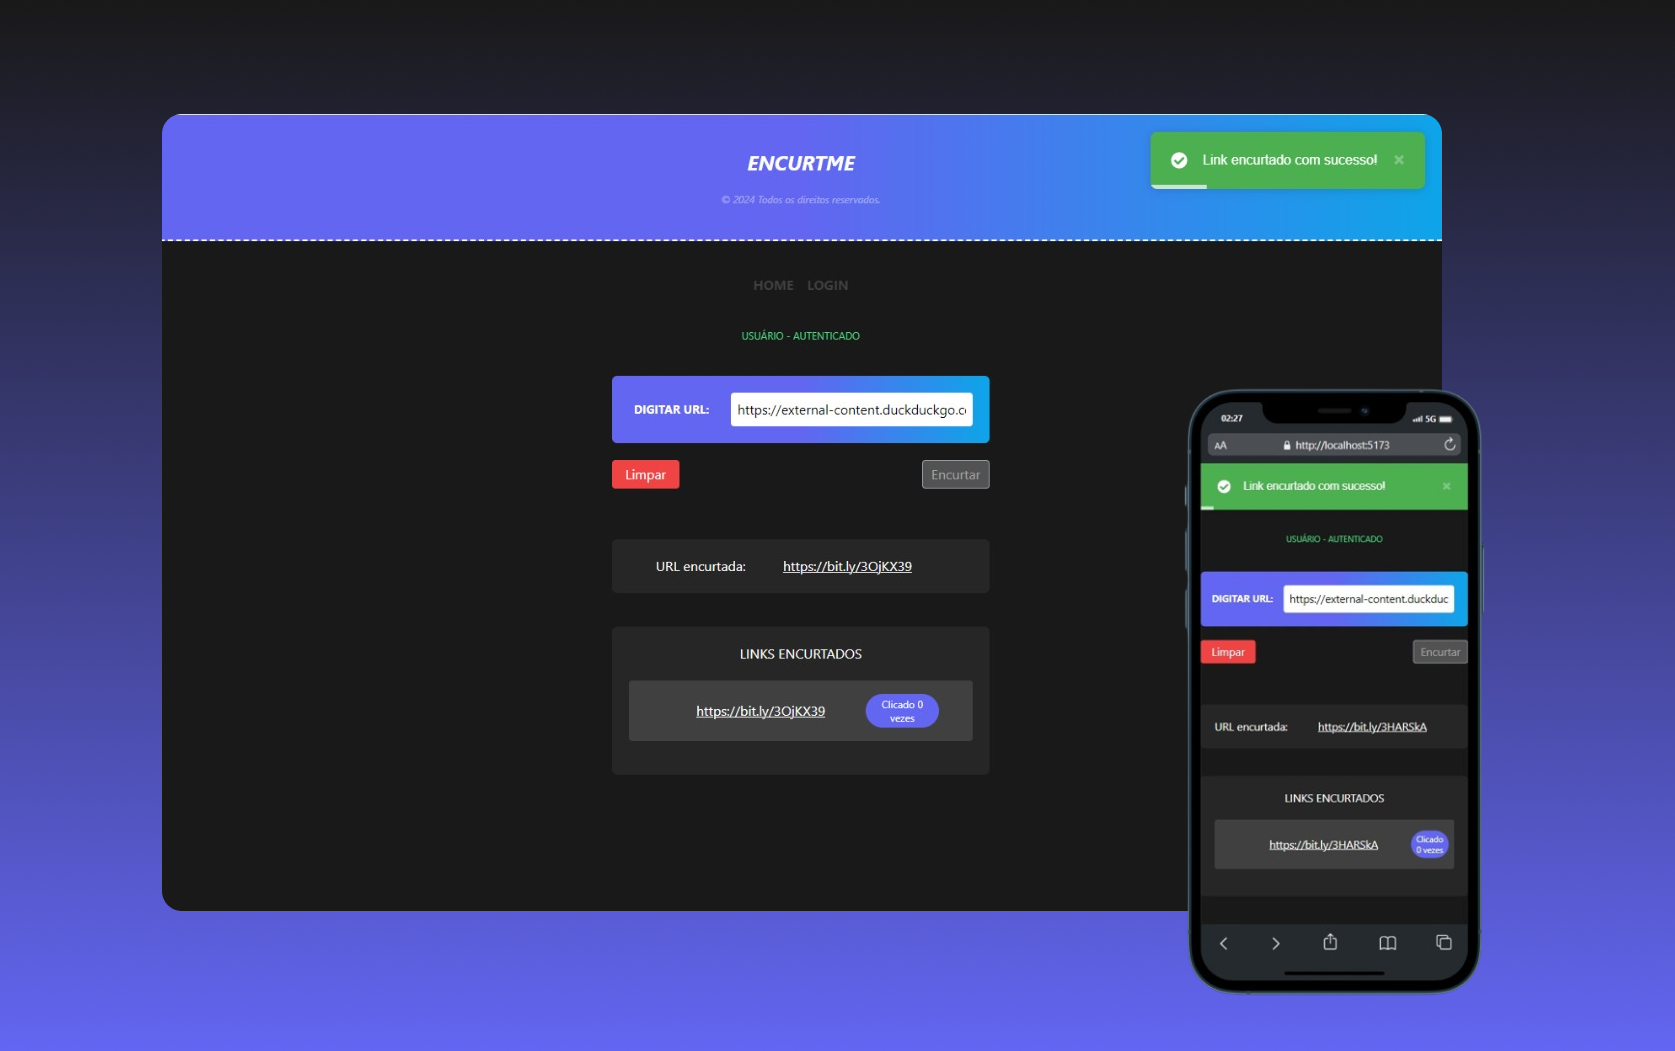 ENCURTME
© 2024 Todos os direitos reservados.
Link encurtado com sucesso!
HOME LOGIN
USUÁRIO - AUTENTICADO
DIGITAR URL: https://external-content.duckduckgo.c
Limpar Encurtar
URL encurtada: https://bit.ly/3OjKX39
LINKS ENCURTADOS
https://bit.ly/3OjKX39
Clicado 0
vezes
02:27 5G
AA http://localhost:5173
Link encurtado com sucesso!
USUÁRIO - AUTENTICADO
DIGITAR URL: https://external-content.duckduc
Limpar Encurtar
URL encurtada: https://bit.ly/3HARSkA
LINKS ENCURTADOS
https://bit.ly/3HARSkA
Clicado
0 vezes